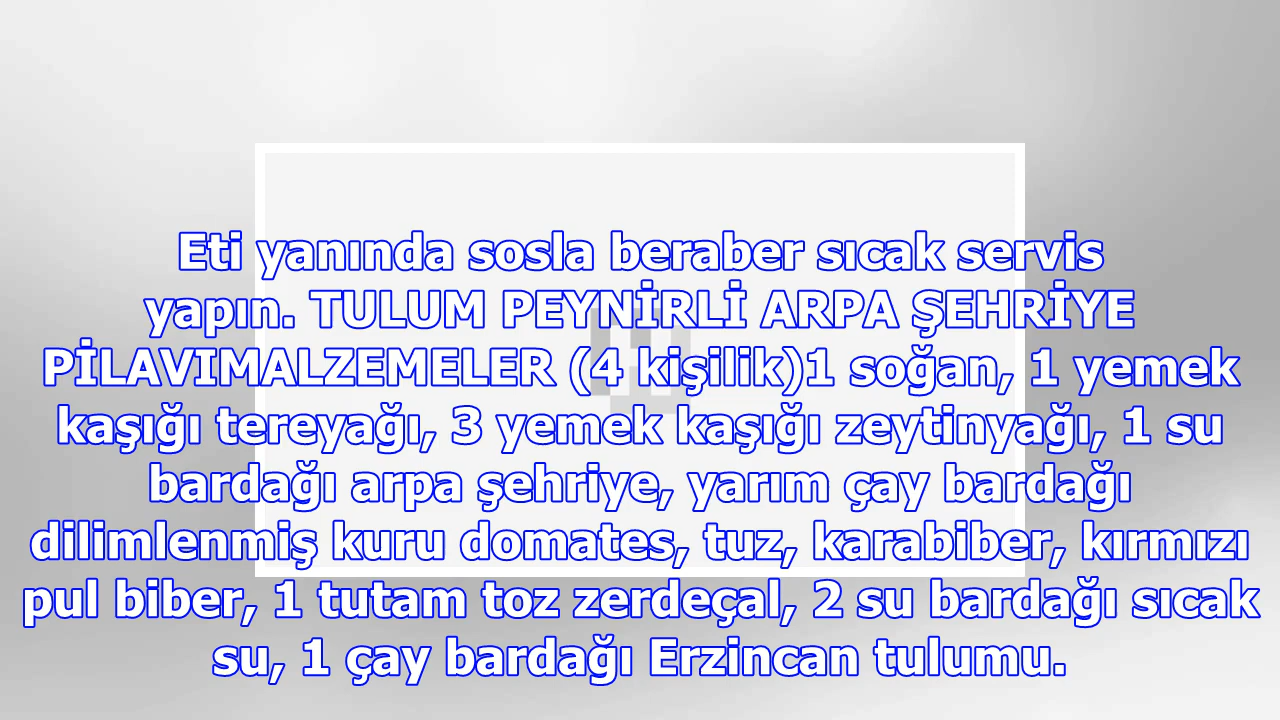 Eti yanında sosla beraber sıcak servis
yapın. TULUM PEYNİRLİ ARPA ŞEHRİYE
PİLAVIMALZEMELER (4 kişilik)1 soğan, 1 yemek
kaşığı tereyağı, 3 yemek kaşığı zeytinyağı, 1 su
bardağı arpa şehriye, yarım çay bardağı
dilimlenmiş kuru domates, tuz, karabiber, kırmızı
pul biber, 1 tutam toz zerdeçal, 2 su bardağı sıcak
su, 1 çay bardağı Erzincan tulumu.